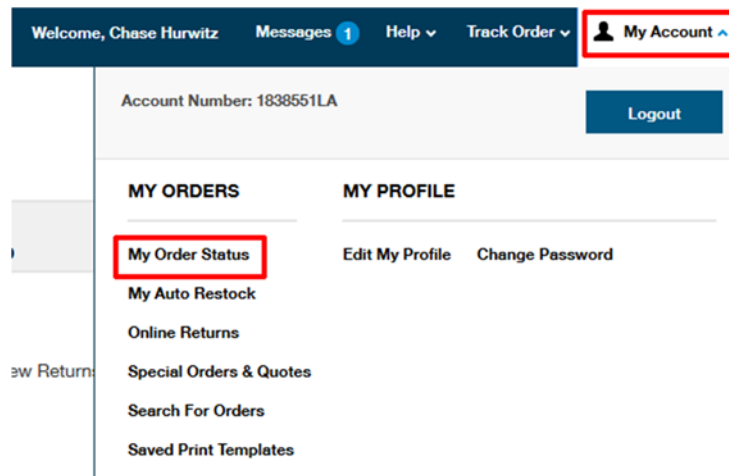 Welcome, Chase Hurwitz Messages 1 Help Track Order My Account
Account Number: 1838551LA
Logout
MY ORDERS MY PROFILE
My Order Status Edit My Profile Change Password
My Auto Restock
Online Returns
ew Returns
Special Orders & Quotes
Search For Orders
Saved Print Templates